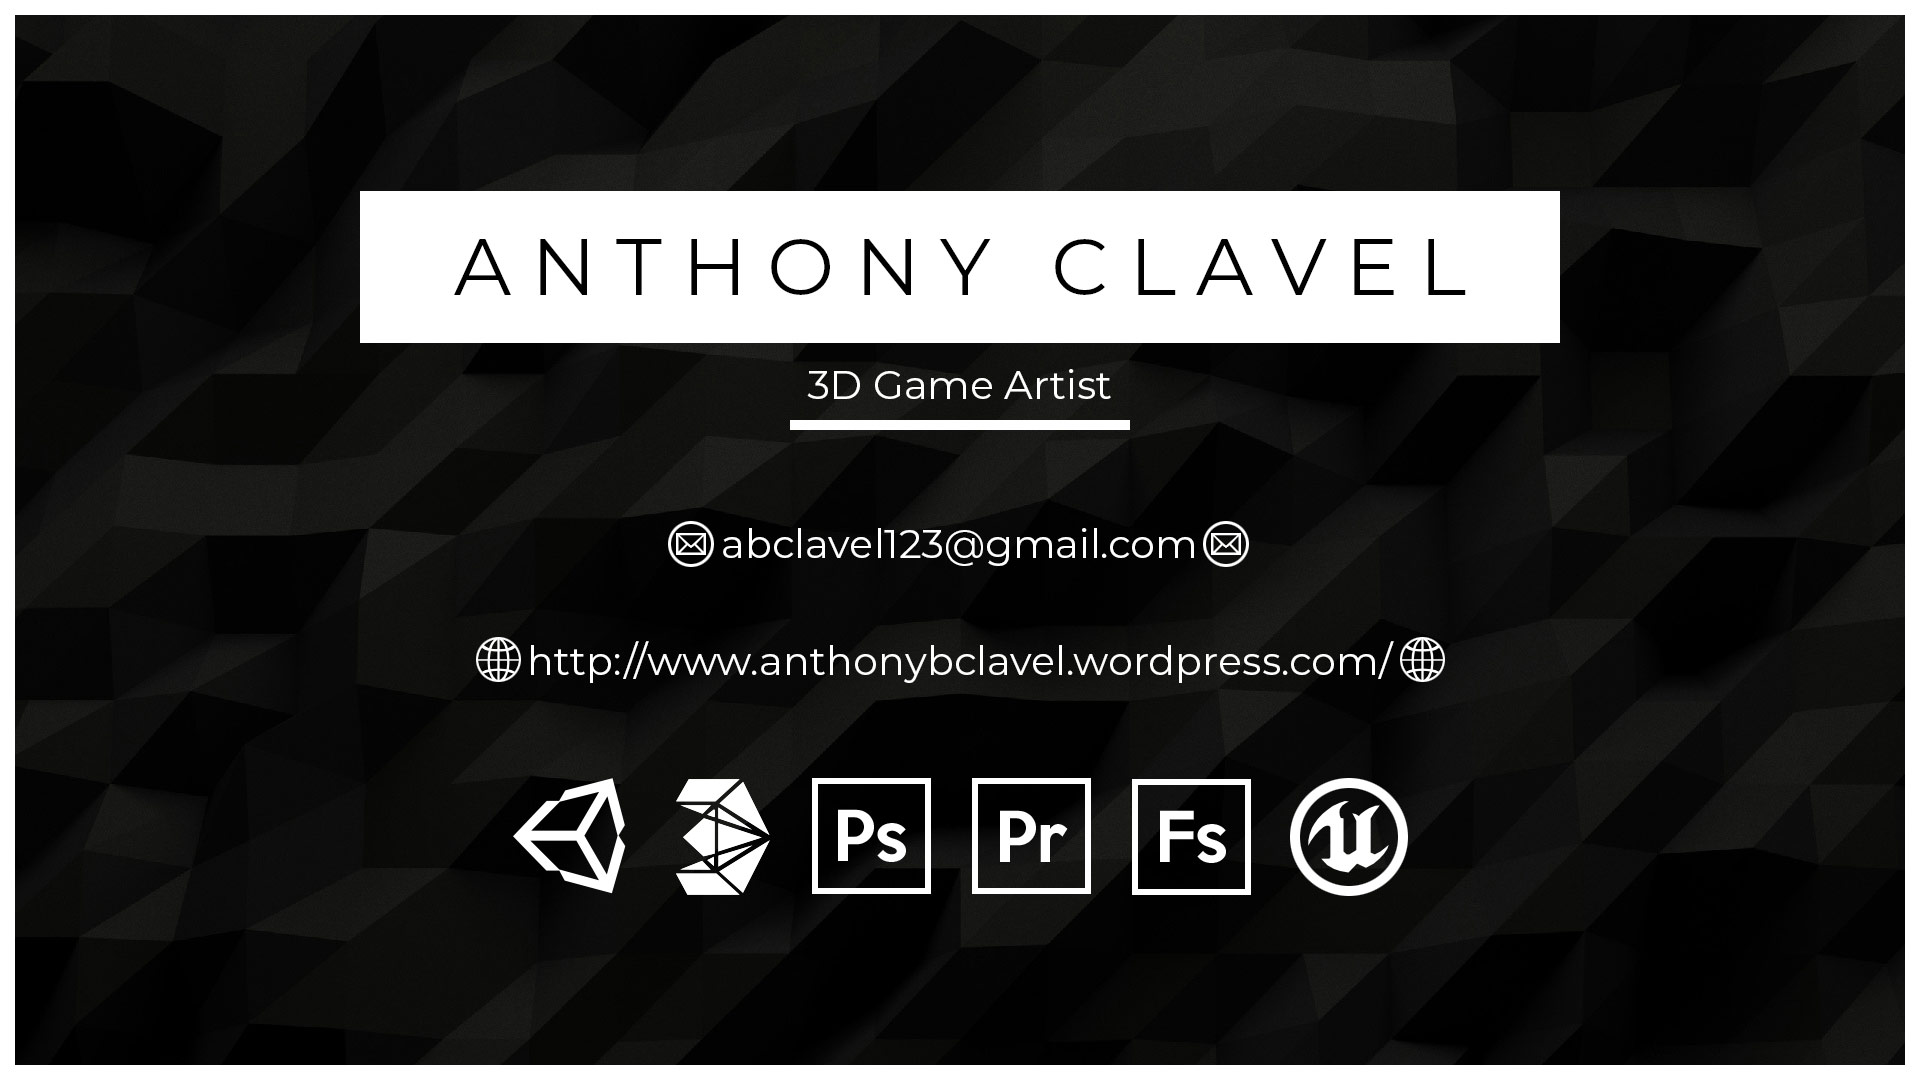 ANTHONY CLAVEL
3D Game Artist
abclavel123@gmail.com
http://www.anthonybclavel.wordpress.com/
Ps Pr Fs